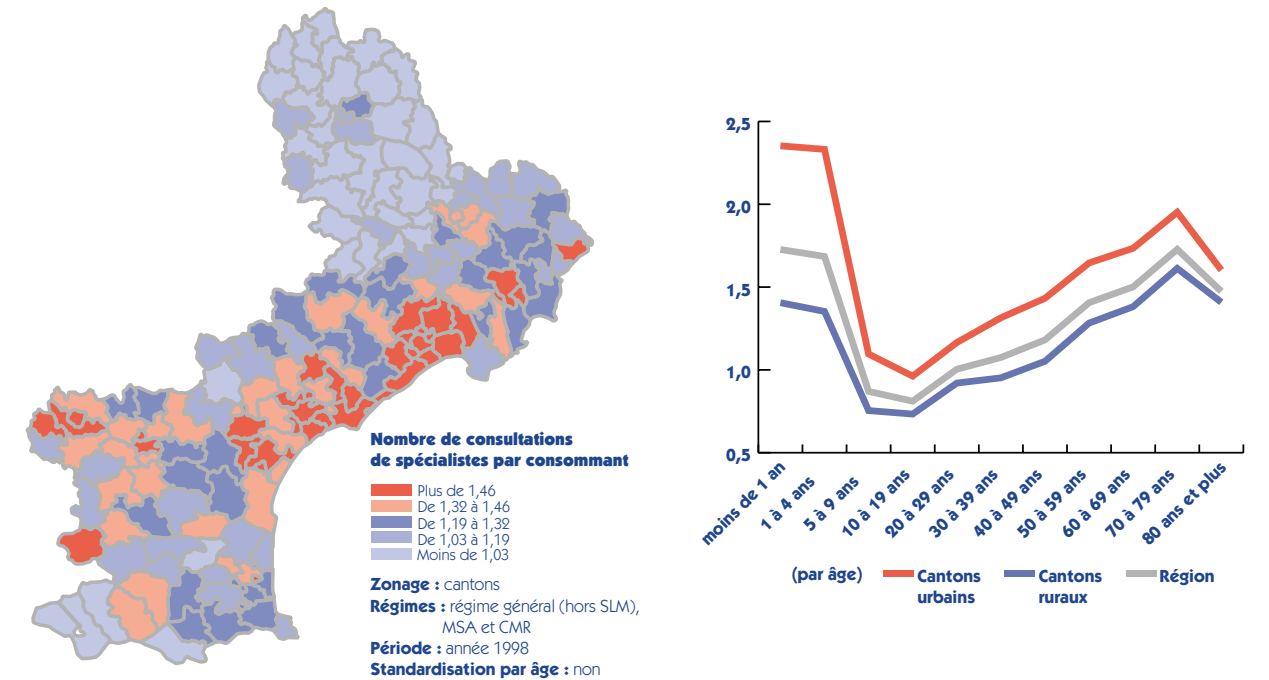 Nombre de consultations
de spécialistes par consommant
Plus de 1,46
De 1,32 à 1,46
De 1,19 à 1,32
De 1,03 à 1,19
Moins de 1,03
Zonage : cantons
Régimes : régime général (hors SLM),
MSA et CMR
Période : année 1998
Standardisation par âge : non
2,5
2,0
1,5
1,0
0,5
moins de 1 an
1 à 4 ans
5 à 9 ans
10 à 19 ans
20 à 29 ans
30 à 39 ans
40 à 49 ans
50 à 59 ans
60 à 69 ans
70 à 79 ans
80 ans et plus
(par âge)
Cantons
urbains
Cantons
ruraux
Région